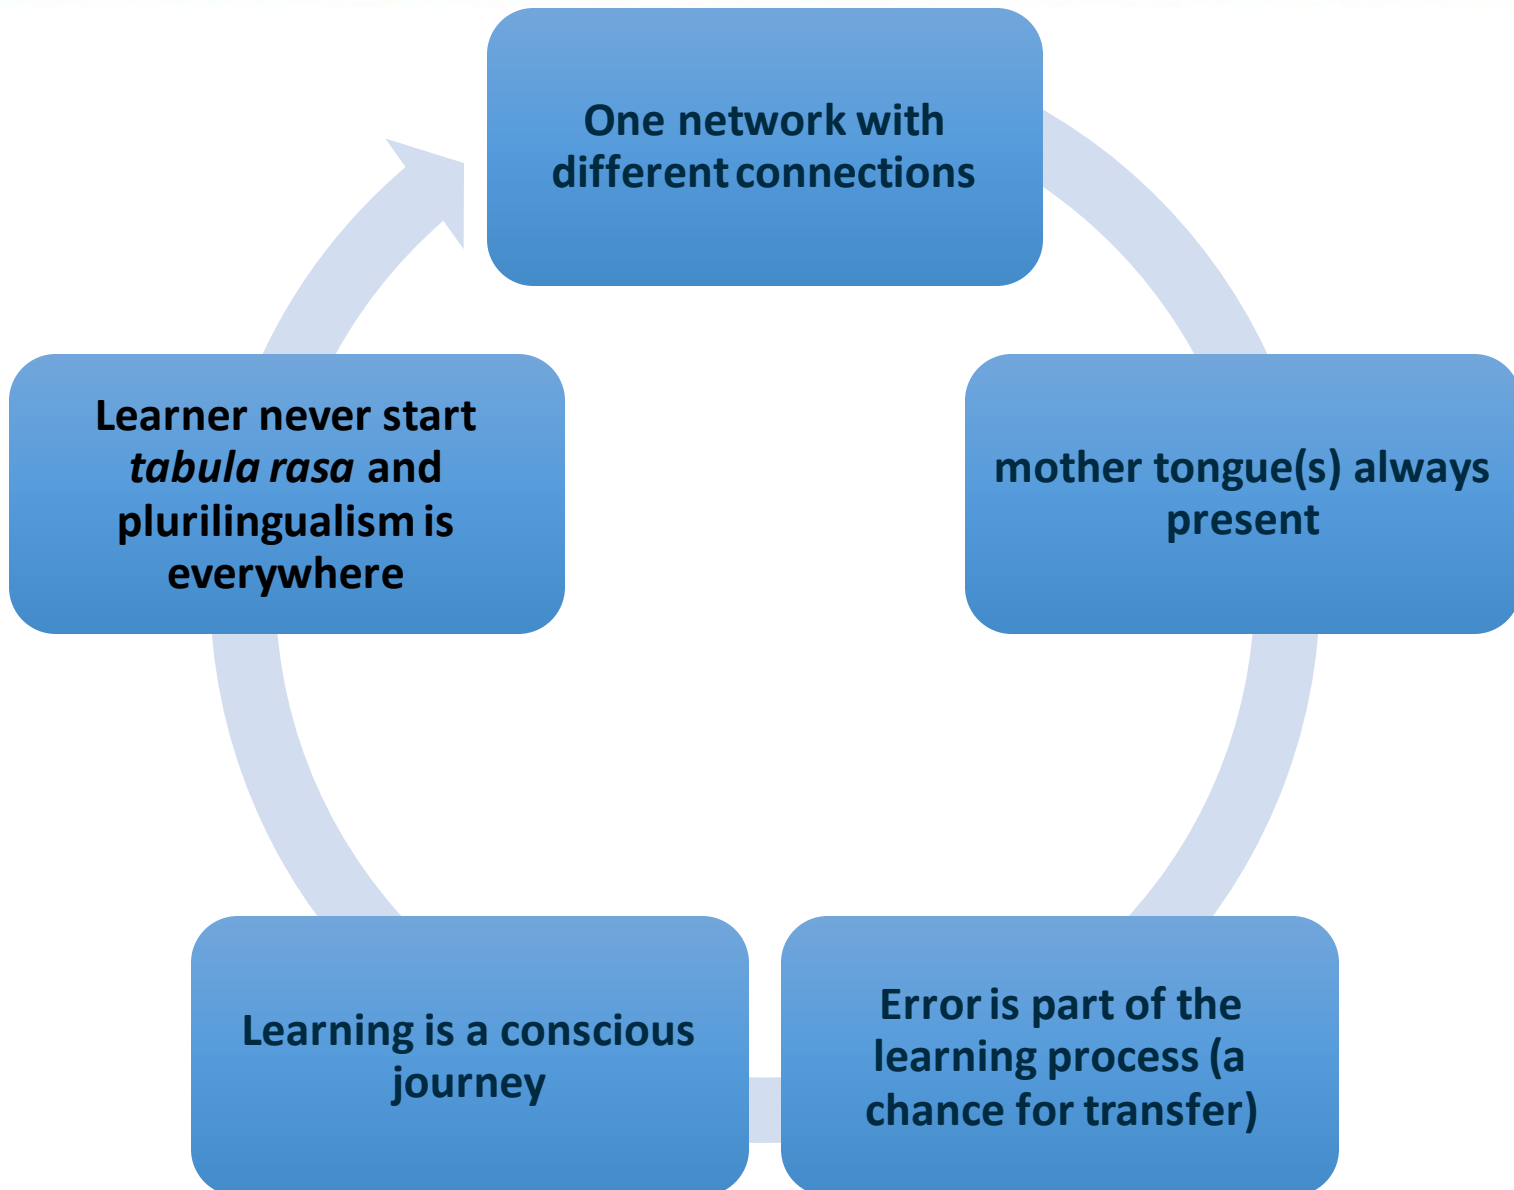 One network with
different connections
mother tongue(s) always
present
Error is part of the
learning process (a
chance for transfer)
Learning is a conscious
journey
Learner never start
tabula rasa and
plurilingualism is
everywhere